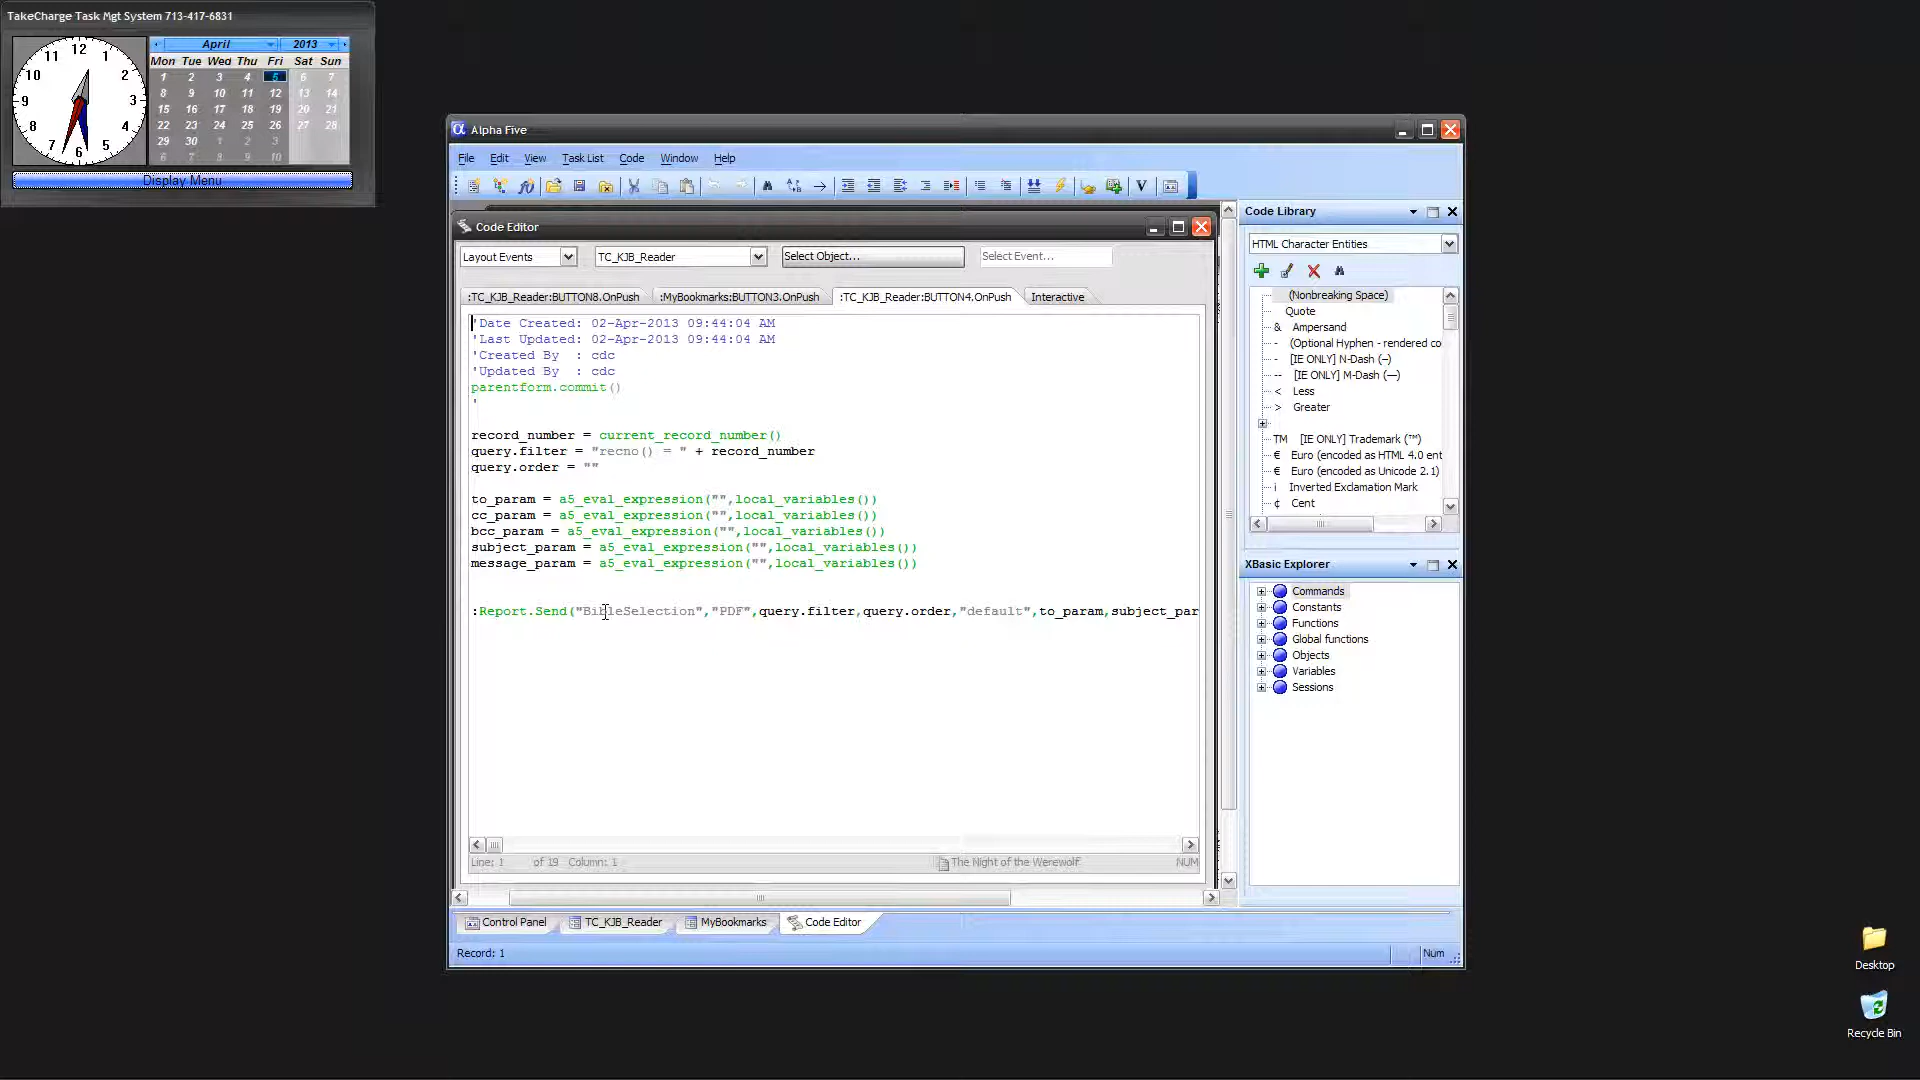 TakeCharge Task Mgt System 713-417-6831
12
11 1
10 2
9 3
8 4
7 5
6
April 2013
Mon Tue Wed Thu Fri Sat Sun
1 2 3 4 5 6 7
8 9 10 11 12 13 14
15 16 17 18 19 20 21
22 23 24 25 26 27 28
29 30 1 2 3
6 7 8 9 10
Display Menu
Alpha Five
File Edit View Task List Code Window Help
Code Editor
Layout Events TC_KJB_Reader Select Object... Select Event...
:TC_KJB_Reader:BUTTON8.OnPush :MyBookmarks:BUTTON3.OnPush :TC_KJB_Reader:BUTTON4.OnPush Interactive
'Date Created: 02-Apr-2013 09:44:04 AM
'Last Updated: 02-Apr-2013 09:44:04 AM
'Created By  : cdc
'Updated By  : cdc
parentform.commit()
'
record_number = current_record_number()
query.filter = "recno() = " + record_number
query.order = ""
to_param = a5_eval_expression("",local_variables())
cc_param = a5_eval_expression("",local_variables())
bcc_param = a5_eval_expression("",local_variables())
subject_param = a5_eval_expression("",local_variables())
message_param = a5_eval_expression("",local_variables())
:Report.Send("BibleSelection","PDF",query.filter,query.order,"default",to_param,subject_par
Line: 1 of 19 Column: 1 The Night of the Werewolf NUM
Control Panel TC_KJB_Reader MyBookmarks Code Editor
Record: 1 Num
Code Library
HTML Character Entities
(Nonbreaking Space)
Quote
& Ampersand
- (Optional Hyphen - rendered co
- [IE ONLY] N-Dash (–)
-- [IE ONLY] M-Dash (—)
< Less
> Greater
TM [IE ONLY] Trademark (™)
€ Euro (encoded as HTML 4.0 ent
€ Euro (encoded as Unicode 2.1)
¡ Inverted Exclamation Mark
¢ Cent
XBasic Explorer
Commands
Constants
Functions
Global functions
Objects
Variables
Sessions
Desktop
Recycle Bin